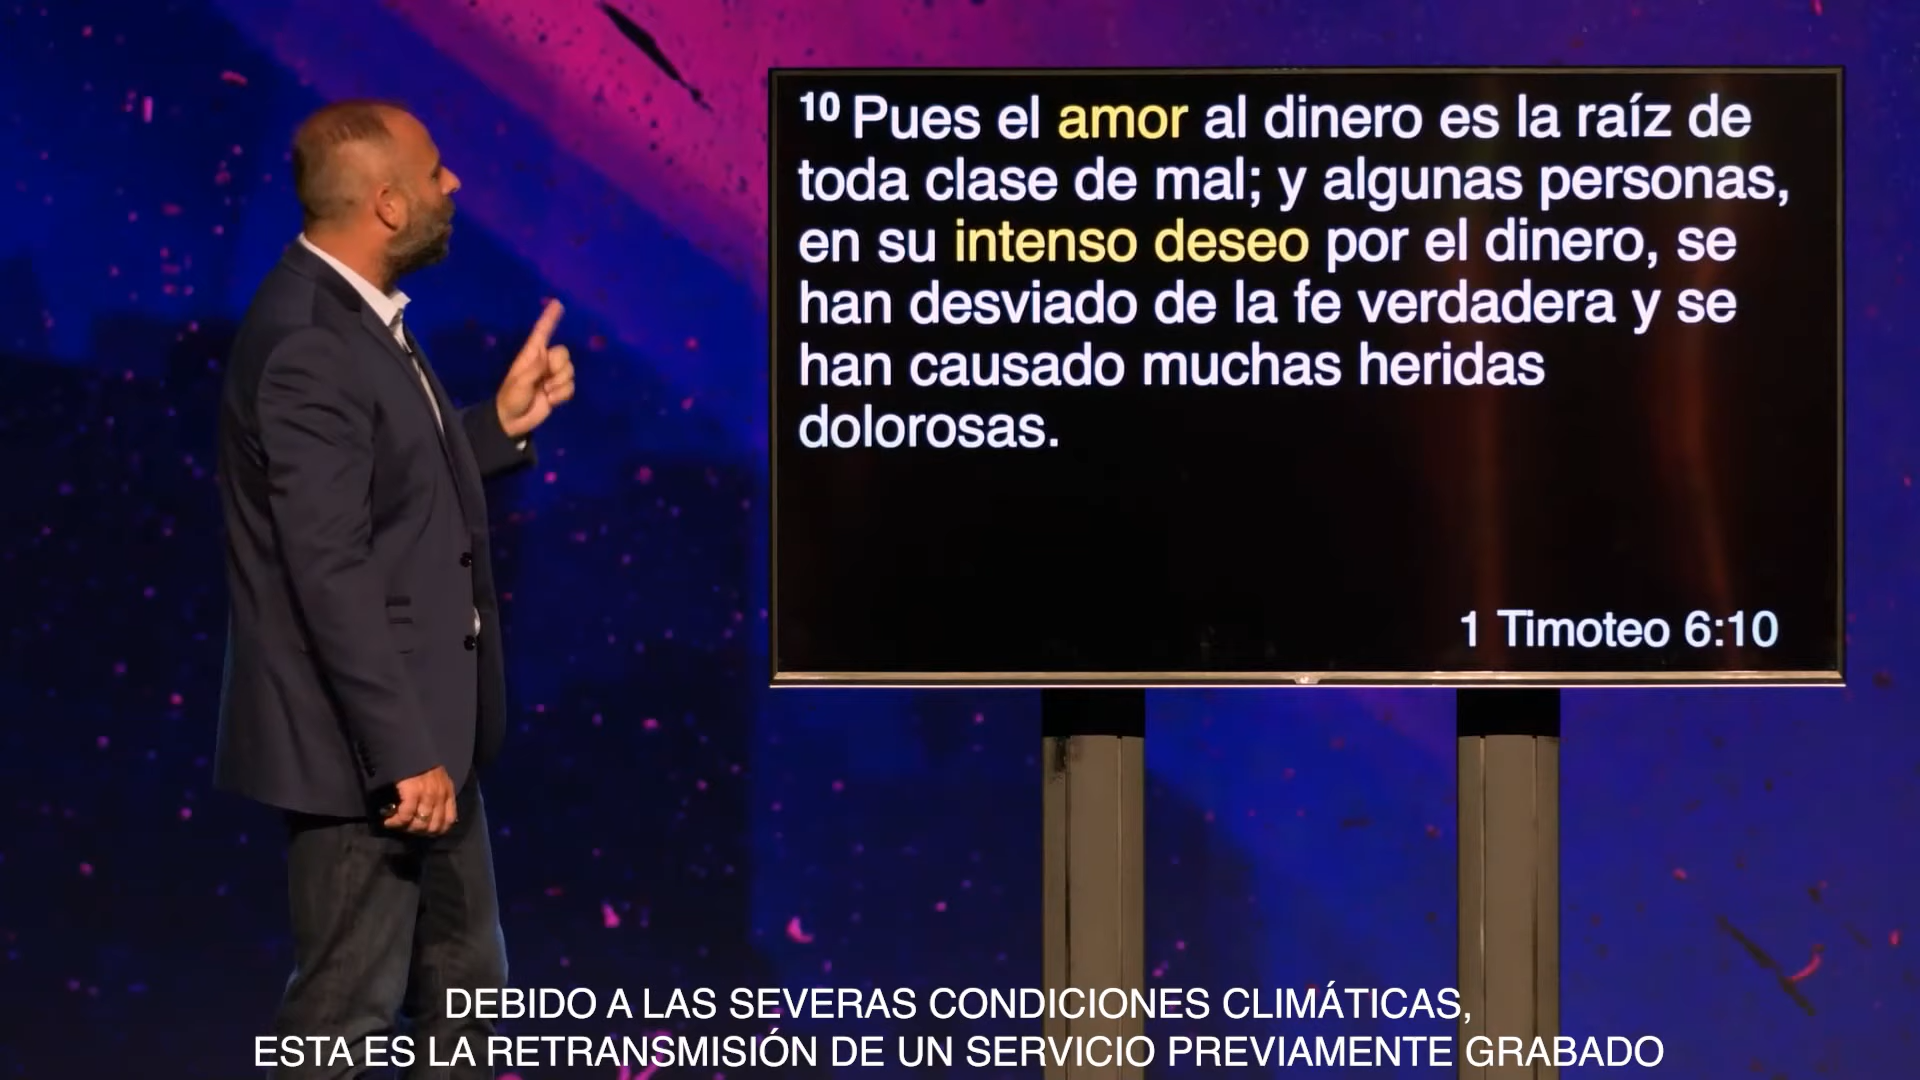 10 Pues el amor al dinero es la raíz de
toda clase de mal; y algunas personas,
en su intenso deseo por el dinero, se
han desviado de la fe verdadera y se
han causado muchas heridas
dolorosas.
1 Timoteo 6:10
DEBIDO A LAS SEVERAS CONDICIONES CLIMÁTICAS,
ESTA ES LA RETRANSMISIÓN DE UN SERVICIO PREVIAMENTE GRABADO